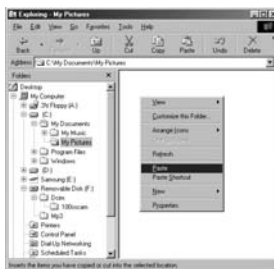 Exploring - My Pictures
File Edit View Go Favorites Tools Help
Back Up Cut Copy Paste Undo Delete
Address C:\My Documents\My Pictures
Folders
Desktop
My Computer
3½ Floppy (A:)
(C:)
My Documents
My Music
My Pictures
Program Files
Windows
(D:)
Samsung (E:)
Removable Disk (F:)
Dcim
100sscam
Mp3
Printers
Control Panel
Dial-Up Networking
Scheduled Tasks
View
Customize this Folder...
Arrange Icons
Refresh
Paste
Paste Shortcut
New
Properties
Inserts the items you have copied or cut into the selected location.